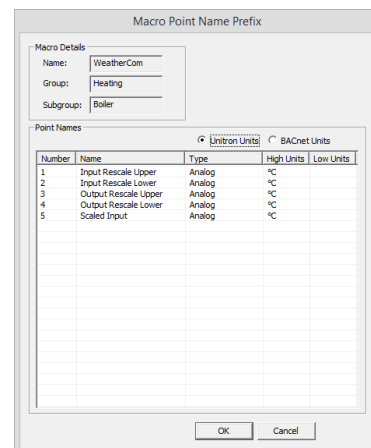 Macro Point Name Prefix
Macro Details
Name: WeatherCom
Group: Heating
Subgroup: Boiler
Point Names
Unitron Units BACnet Units
Number Name Type High Units Low Units
1 Input Rescale Upper Analog °C
2 Input Rescale Lower Analog °C
3 Output Rescale Upper Analog °C
4 Output Rescale Lower Analog °C
5 Scaled Input Analog °C
OK Cancel